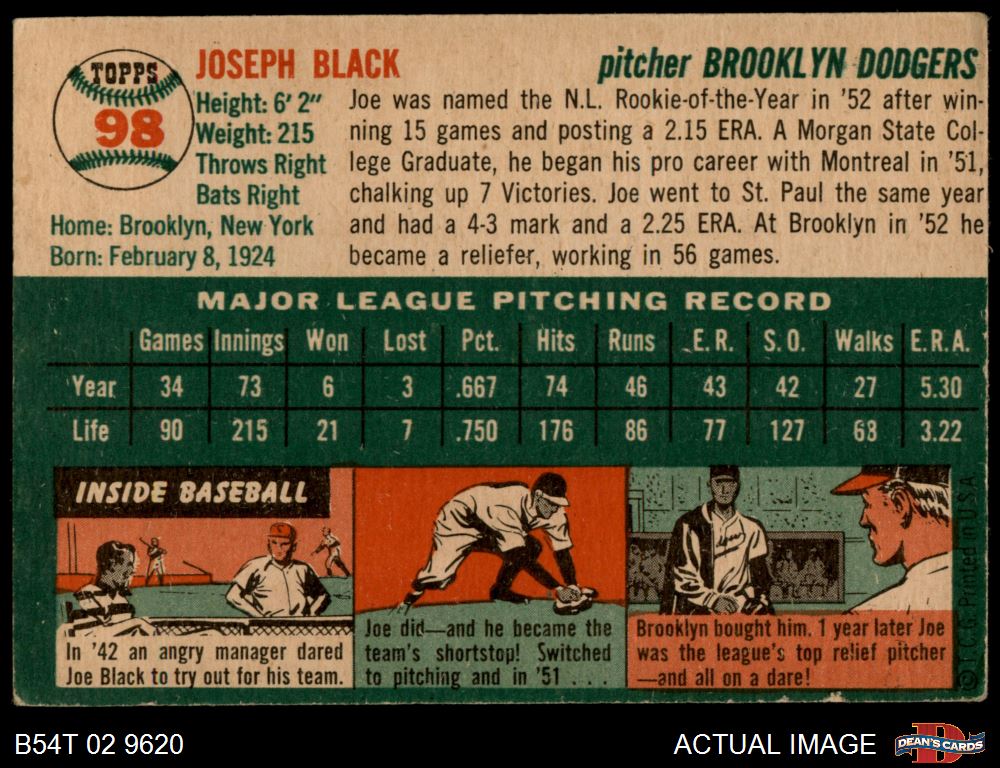 TOPPS
98
JOSEPH BLACK
pitcher BROOKLYN DODGERS
Height: 6' 2"
Weight: 215
Throws Right
Bats Right
Home: Brooklyn, New York
Born: February 8, 1924
Joe was named the N.L. Rookie-of-the-Year in '52 after win-
ning 15 games and posting a 2.15 ERA. A Morgan State Col-
lege Graduate, he began his pro career with Montreal in '51,
chalking up 7 Victories. Joe went to St. Paul the same year
and had a 4-3 mark and a 2.25 ERA. At Brooklyn in '52 he
became a reliefer, working in 56 games.
MAJOR LEAGUE PITCHING RECORD
Games Innings Won Lost Pct. Hits Runs E.R. S.O. Walks E.R.A.
Year 34 73 6 3 .667 74 46 43 42 27 5.30
Life 90 215 21 7 .750 176 86 77 127 68 3.22
INSIDE BASEBALL
In '42 an angry manager dared
Joe Black to try out for his team.
Joe did—and he became the
team's shortstop! Switched
to pitching and in '51 . . .
Brooklyn bought him. 1 year later Joe
was the league's top relief pitcher
—and all on a dare!
© T.C.G. Printed in U.S.A.
B54T 02 9620
ACTUAL IMAGE
DEAN'S CARDS